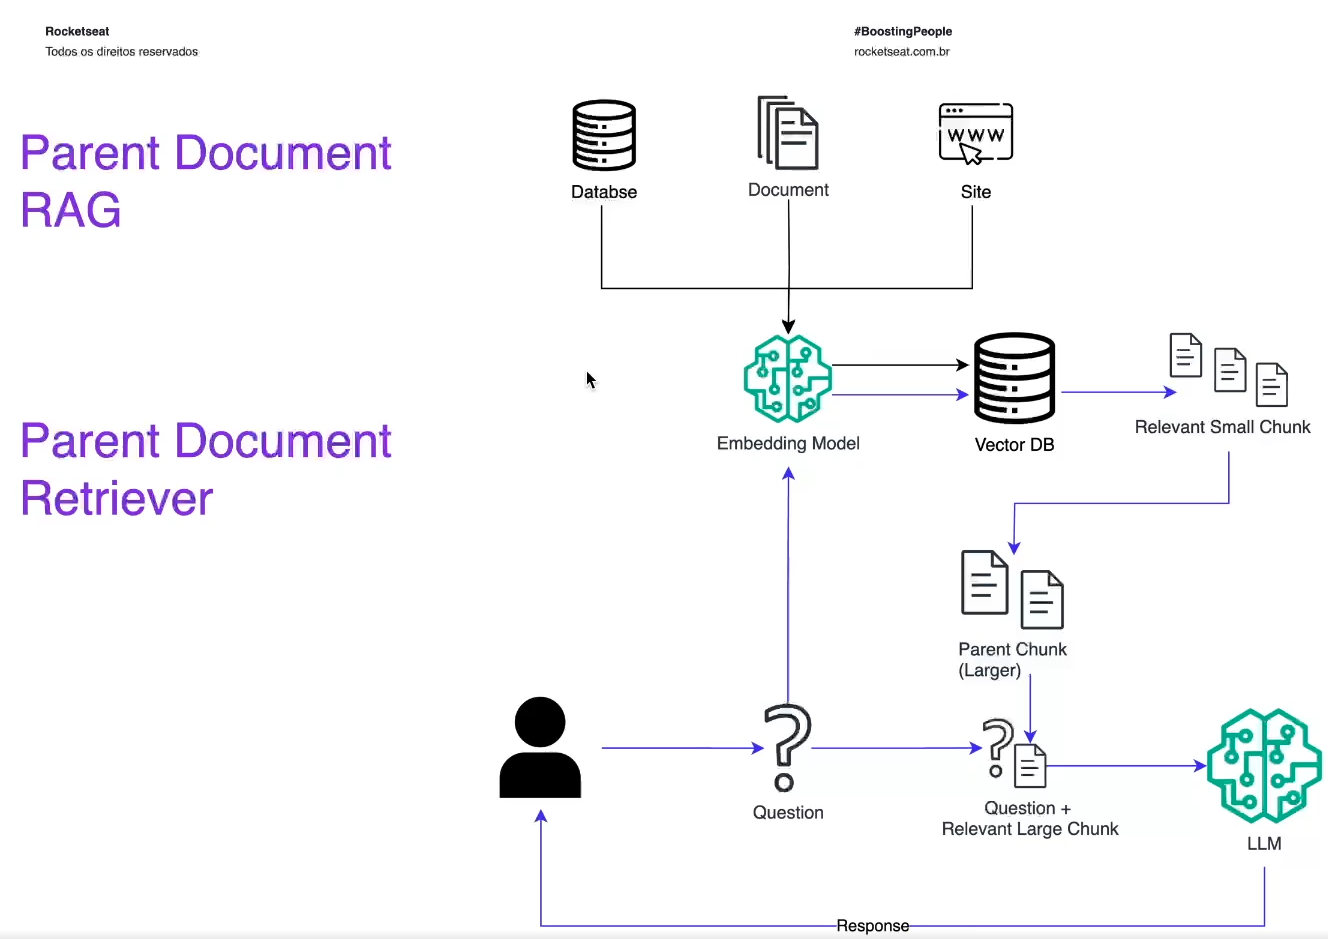 Rocketseat
Todos os direitos reservados
#BoostingPeople
rocketseat.com.br
Parent Document
RAG
Databse
Document
WWW
Site
Parent Document
Retriever
Embedding Model
Vector DB
Relevant Small Chunk
Parent Chunk
(Larger)
?
?
Question
Question +
Relevant Large Chunk
LLM
Response